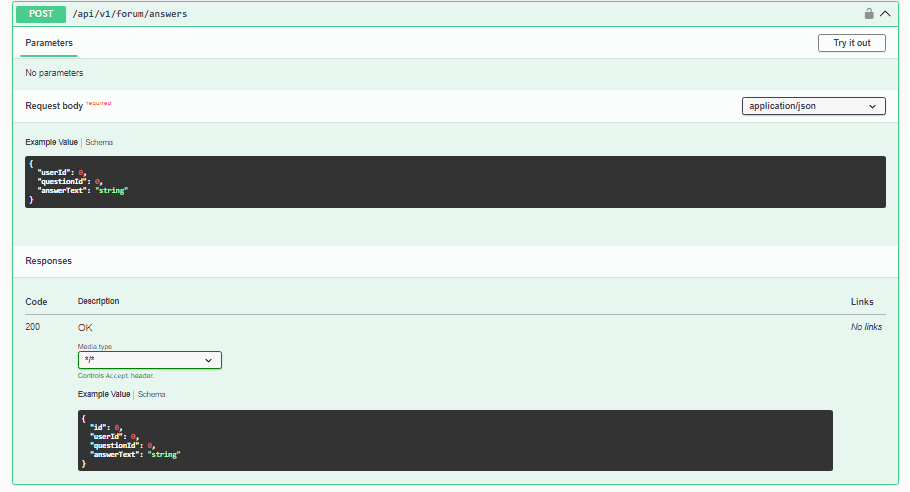 POST /api/v1/forum/answers
Parameters Try it out
No parameters
Request body required application/json
Example Value | Schema
{
"userId": 0,
"questionId": 0,
"answerText": "string"
}
Responses
Code Description Links
200 OK No links
Media type
*/*
Controls Accept header.
Example Value | Schema
{
"id": 0,
"userId": 0,
"questionId": 0,
"answerText": "string"
}